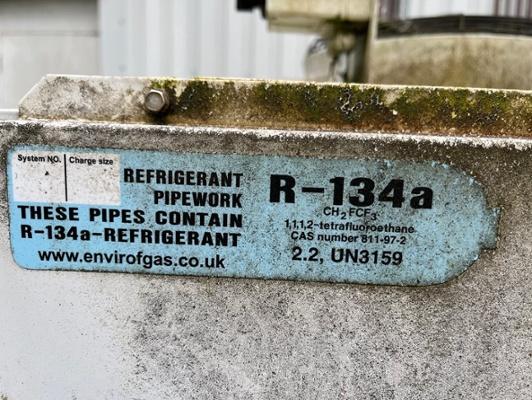 System NO.
Charge size
REFRIGERANT
PIPEWORK
THESE PIPES CONTAIN
R-134a-REFRIGERANT
www.envirofgas.co.uk
R-134a
CH₂FCF₃
1,1,1,2-tetrafluoroethane
CAS number 811-97-2
2.2, UN3159